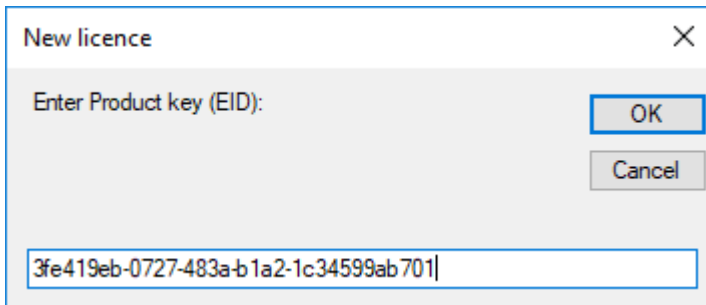 New licence
Enter Product key (EID):
OK
Cancel
3fe419eb-0727-483a-b1a2-1c34599ab701